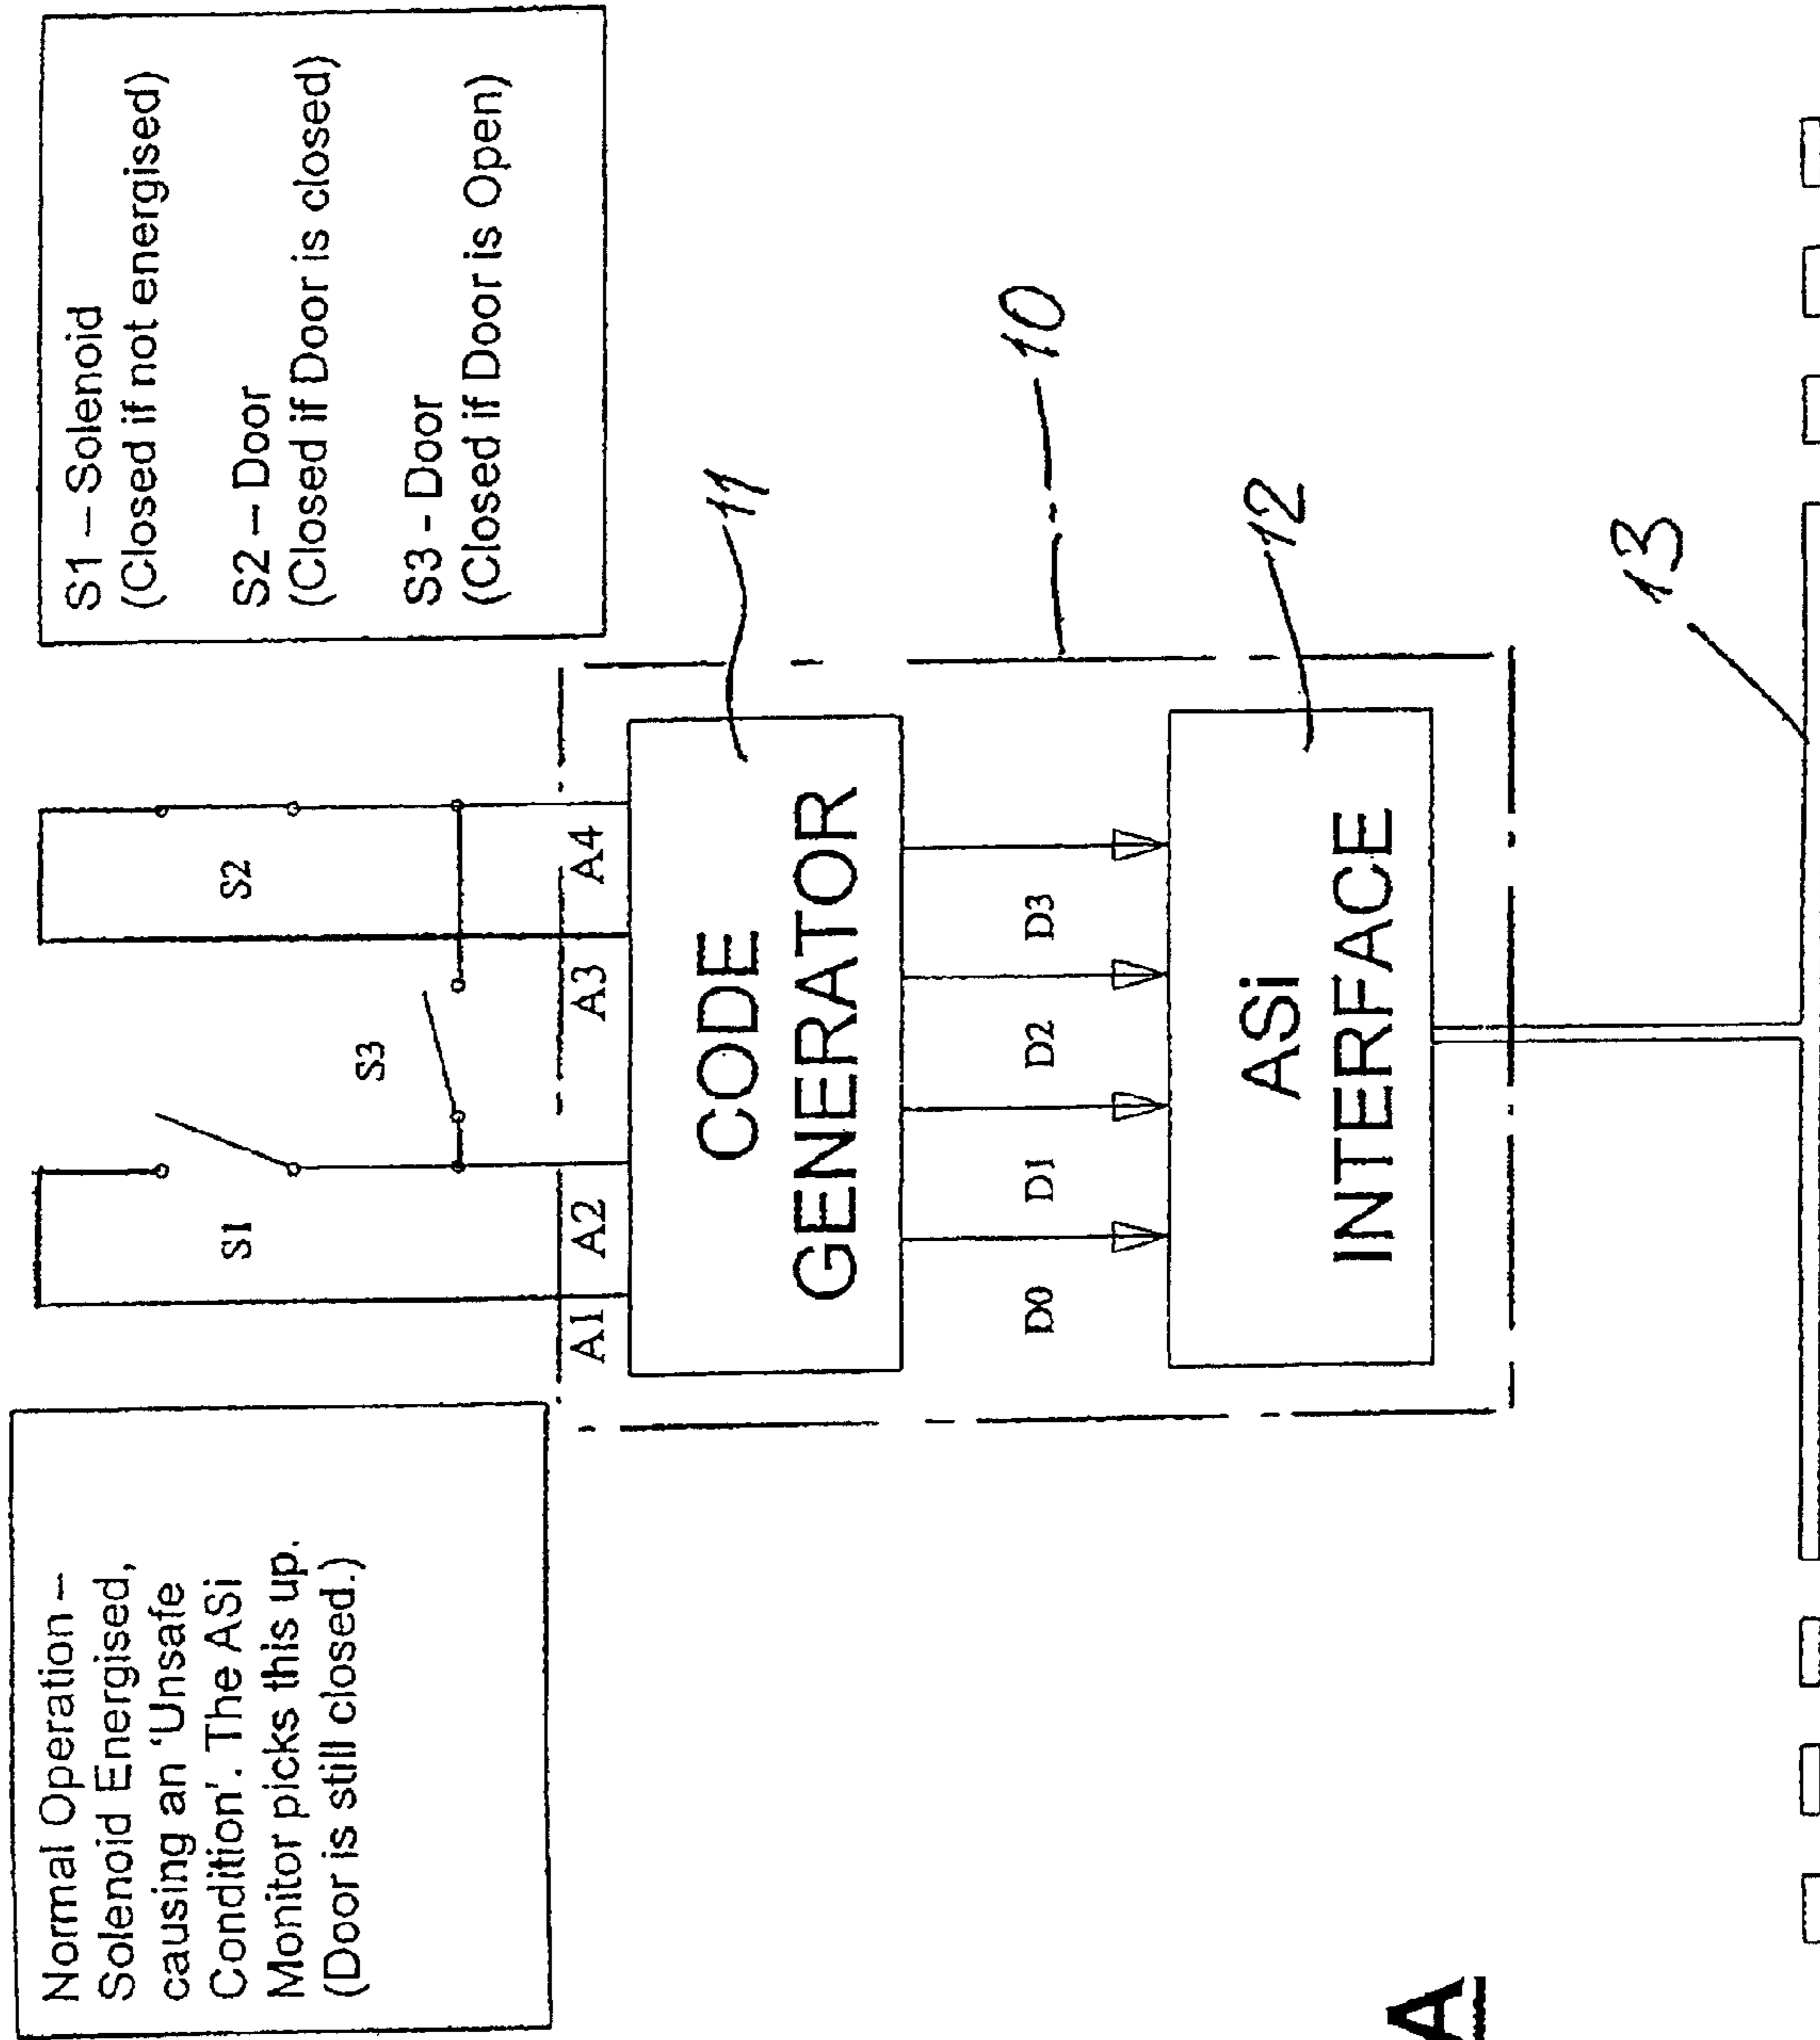 Normal Operation –
Solenoid Energised,
causing an 'Unsafe
Condition'. The ASi
Monitor picks this up.
(Door is still closed.)
S1 – Solenoid
(Closed if not energised)
S2 – Door
(Closed if Door is closed)
S3 - Door
(Closed if Door is Open)
S1
S2
S3
A1
A2
A3
A4
CODE
GENERATOR
11
10
D0
D1
D2
D3
ASi
INTERFACE
12
13
A